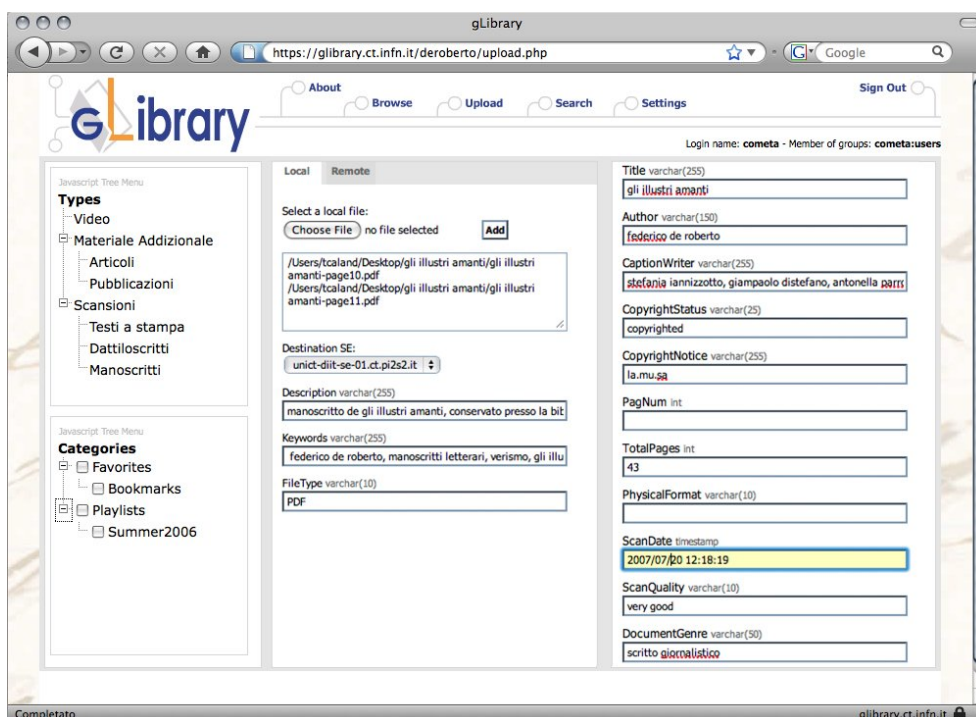 gLibrary
https://glibrary.ct.infn.it/deroberto/upload.php
G Google
gLibrary
About
Browse
Upload
Search
Settings
Sign Out
Login name: cometa - Member of groups: cometa:users
Javascript Tree Menu
Types
Video
Materiale Addizionale
Articoli
Pubblicazioni
Scansioni
Testi a stampa
Dattiloscritti
Manoscritti
Javascript Tree Menu
Categories
Favorites
Bookmarks
Playlists
Summer2006
Local Remote
Select a local file:
Choose File no file selected Add
/Users/tcaland/Desktop/gli illustri amanti/gli illustri
amanti-page10.pdf
/Users/tcaland/Desktop/gli illustri amanti/gli illustri
amanti-page11.pdf
Destination SE:
unict-diit-se-01.ct.pi2s2.it
Description varchar(255)
manoscritto de gli illustri amanti, conservato presso la bit
Keywords varchar(255)
federico de roberto, manoscritti letterari, verismo, gli illu
FileType varchar(10)
PDF
Title varchar(255)
gli illustri amanti
Author varchar(150)
federico de roberto
CaptionWriter varchar(255)
stefania iannizzotto, giampaolo distefano, antonella parr
CopyrightStatus varchar(25)
copyrighted
CopyrightNotice varchar(255)
la.mu.sa
PagNum int
TotalPages int
43
PhysicalFormat varchar(10)
ScanDate timestamp
2007/07/20 12:18:19
ScanQuality varchar(10)
very good
DocumentGenre varchar(50)
scritto giornalistico
Completato
glibrary.ct.infn.it